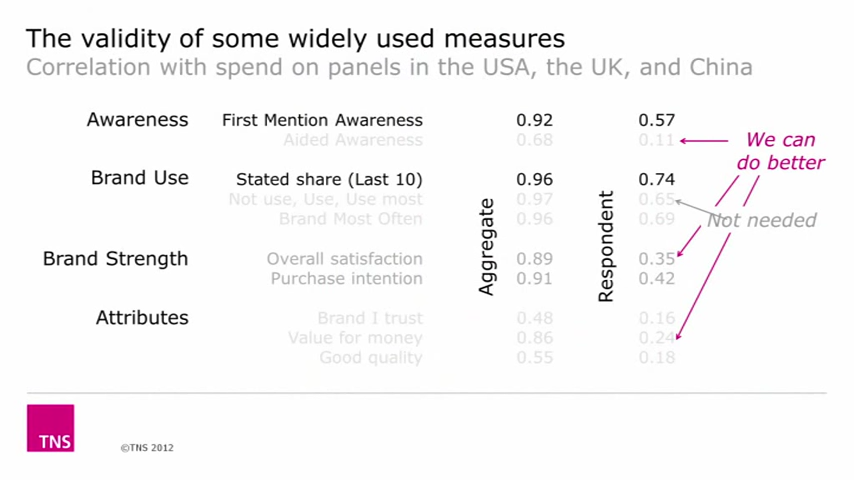 The validity of some widely used measures
Correlation with spend on panels in the USA, the UK, and China
Awareness First Mention Awareness 0.92 0.57
Aided Awareness 0.68 0.11
We can
do better
Brand Use Stated share (Last 10) 0.96 0.74
Not use, Use, Use most 0.97 0.65
Brand Most Often 0.96 0.69
Not needed
Aggregate
Respondent
Brand Strength Overall satisfaction 0.89 0.35
Purchase intention 0.91 0.42
Attributes Brand I trust 0.48 0.16
Value for money 0.86 0.24
Good quality 0.55 0.18
TNS
©TNS 2012